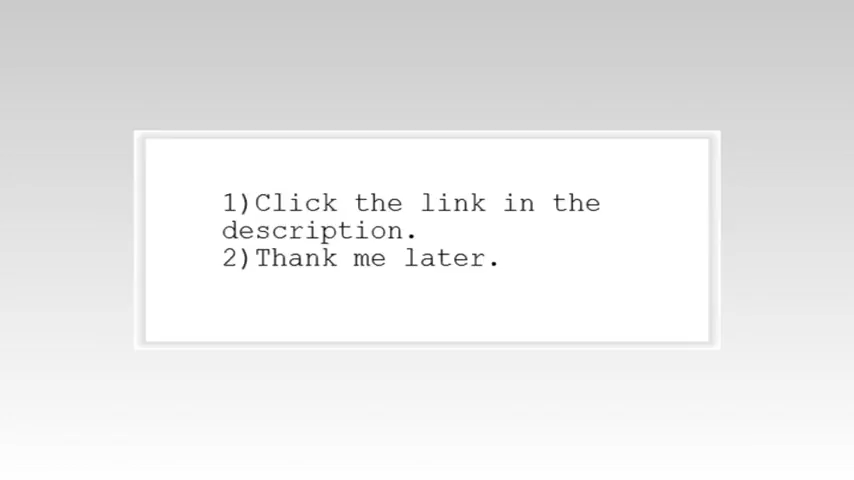 1)Click the link in the
description.
2)Thank me later.